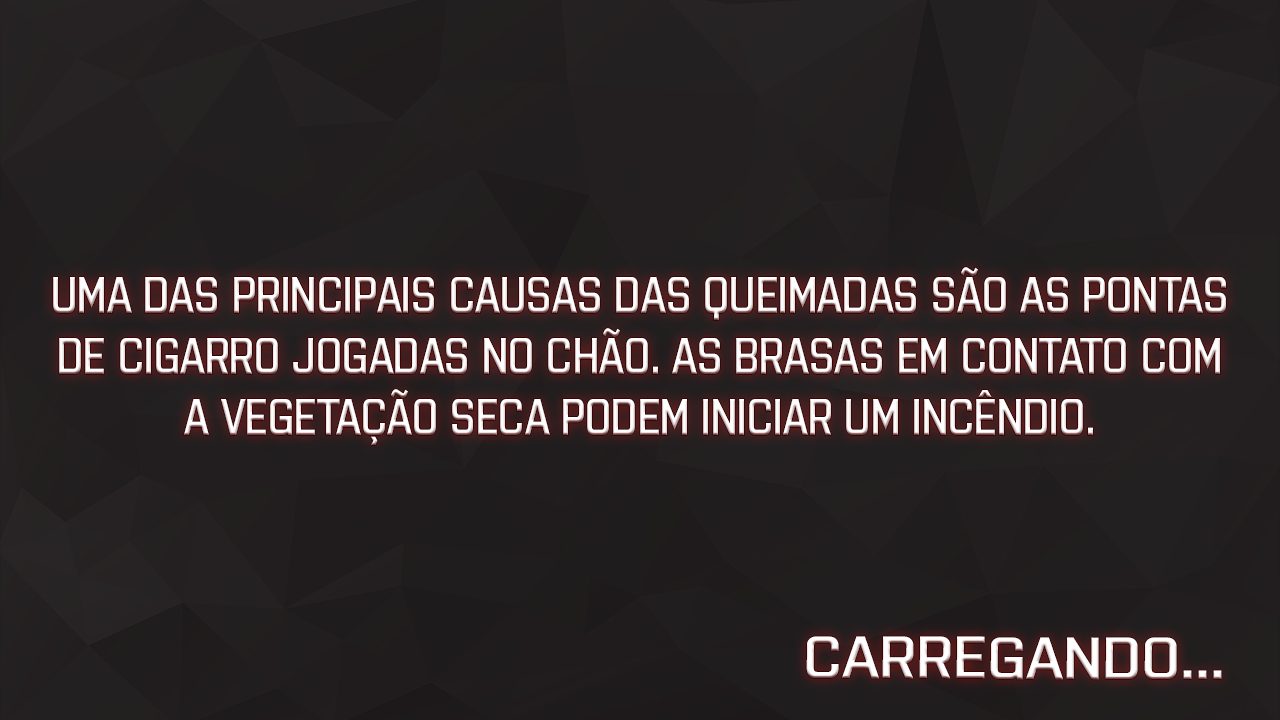 UMA DAS PRINCIPAIS CAUSAS DAS QUEIMADAS SÃO AS PONTAS
DE CIGARRO JOGADAS NO CHÃO. AS BRASAS EM CONTATO COM
A VEGETAÇÃO SECA PODEM INICIAR UM INCÊNDIO.
CARREGANDO...